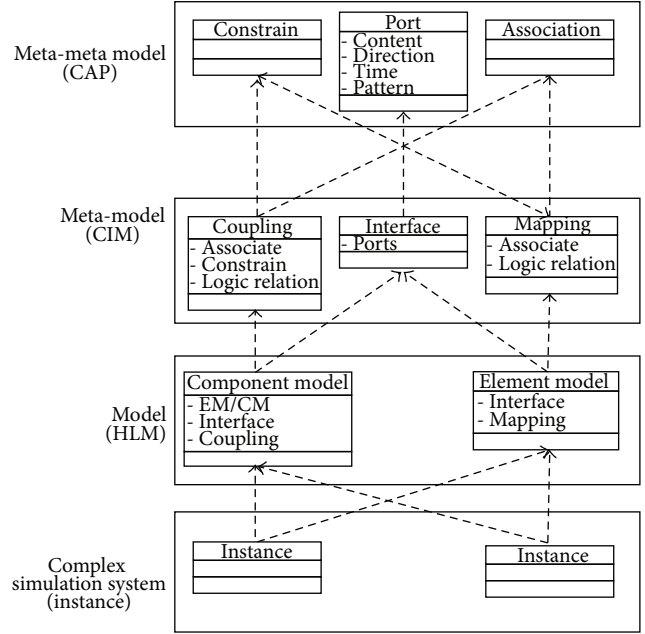 Meta-meta model
(CAP)
Constrain
Port
- Content
- Direction
- Time
- Pattern
Association
Meta-model
(CIM)
Coupling
- Associate
- Constrain
- Logic relation
Interface
- Ports
Mapping
- Associate
- Logic relation
Model
(HLM)
Component model
- EM/CM
- Interface
- Coupling
Element model
- Interface
- Mapping
Complex
simulation system
(instance)
Instance
Instance